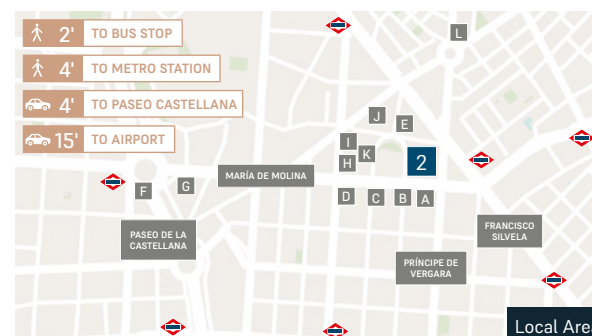 2' TO BUS STOP
4' TO METRO STATION
4' TO PASEO CASTELLANA
15' TO AIRPORT
L
J
E
I
K
H
2
MARÍA DE MOLINA
F
G
D
C
B
A
PASEO DE LA
CASTELLANA
FRANCISCO
SILVELA
PRÍNCIPE DE
VERGARA
Local Area